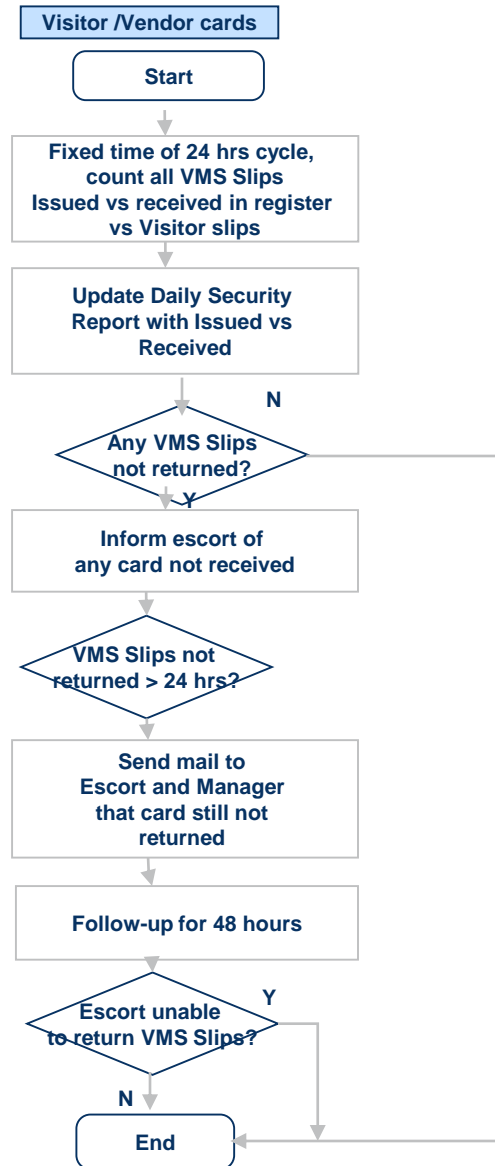 Visitor /Vendor cards
Start
Fixed time of 24 hrs cycle,
count all VMS Slips
Issued vs received in register
vs Visitor slips
Update Daily Security
Report with Issued vs
Received
N
Any VMS Slips
not returned?
Y
Inform escort of
any card not received
VMS Slips not
returned > 24 hrs?
Send mail to
Escort and Manager
that card still not
returned
Follow-up for 48 hours
Y
Escort unable
to return VMS Slips?
N
End